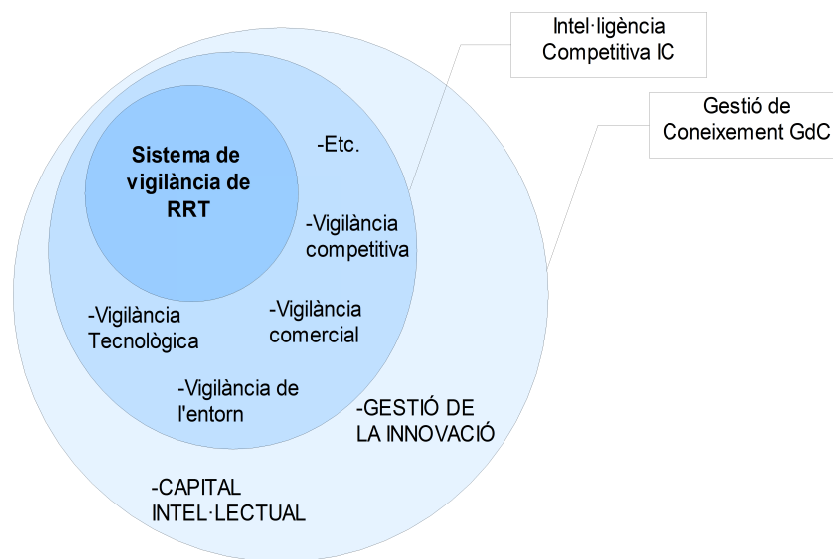 Intel·ligència
Competitiva IC
Gestió de
Coneixement GdC
Sistema de
vigilància de
RRT
-Etc.
-Vigilància
competitiva
-Vigilància
Tecnològica
-Vigilància
comercial
-Vigilància de
l'entorn
-GESTIÓ DE
LA INNOVACIÓ
-CAPITAL
INTEL·LECTUAL